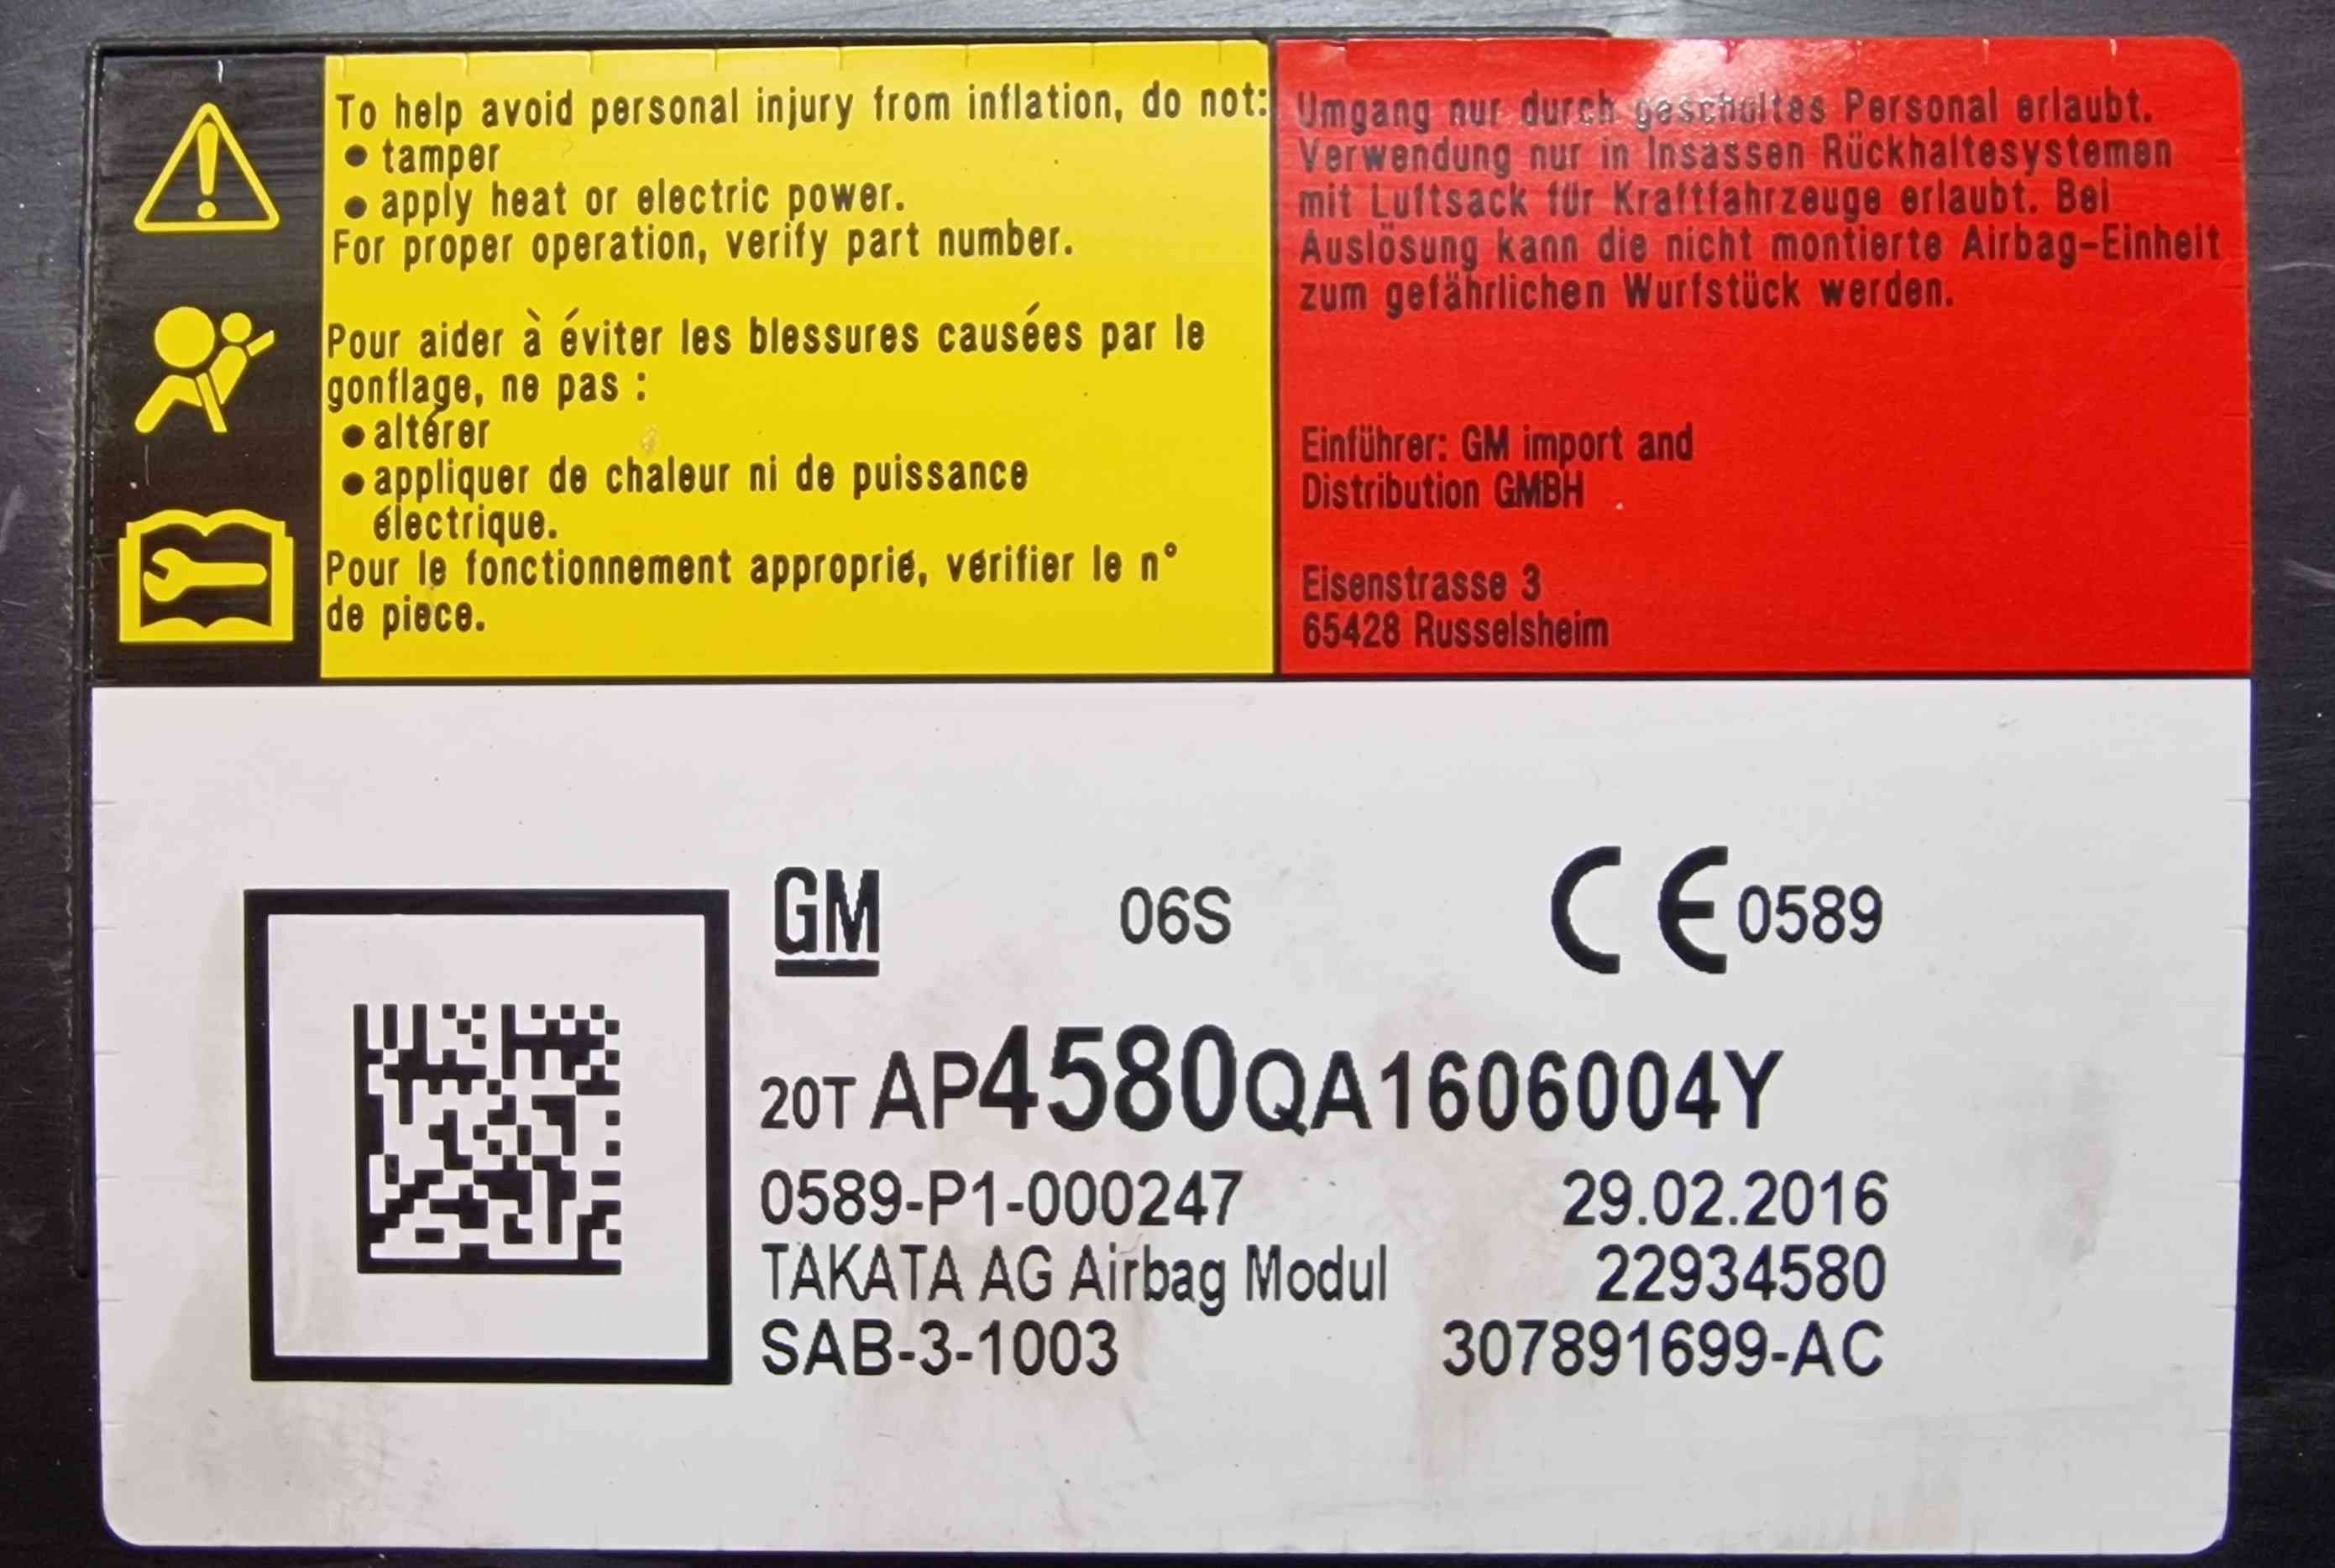 To help avoid personal injury from inflation, do not:
• tamper
• apply heat or electric power.
For proper operation, verify part number.
Pour aider à éviter les blessures causées par le
gonflage, ne pas :
• altérer
• appliquer de chaleur ni de puissance
électrique.
Pour le fonctionnement approprié, vérifier le n°
de piece.
Umgang nur durch geschultes Personal erlaubt.
Verwendung nur in Insassen Rückhaltesystemen
mit Luftsack für Kraftfahrzeuge erlaubt. Bei
Auslösung kann die nicht montierte Airbag-Einheit
zum gefährlichen Wurfstück werden.
Einführer: GM import and
Distribution GMBH
Eisenstrasse 3
65428 Russelsheim
GM 06S CE 0589
20T AP4580QA1606004Y
0589-P1-000247 29.02.2016
TAKATA AG Airbag Modul 22934580
SAB-3-1003 307891699-AC